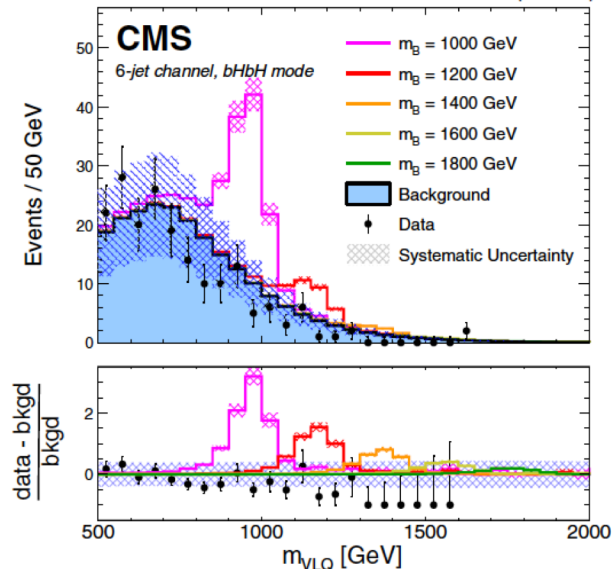 CMS
6-jet channel, bHbH mode
m_B = 1000 GeV
m_B = 1200 GeV
m_B = 1400 GeV
m_B = 1600 GeV
m_B = 1800 GeV
Background
Data
Systematic Uncertainty
Events / 50 GeV
50
40
30
20
10
0
data - bkgd
bkgd
2
0
500
1000
1500
2000
m_VLQ [GeV]